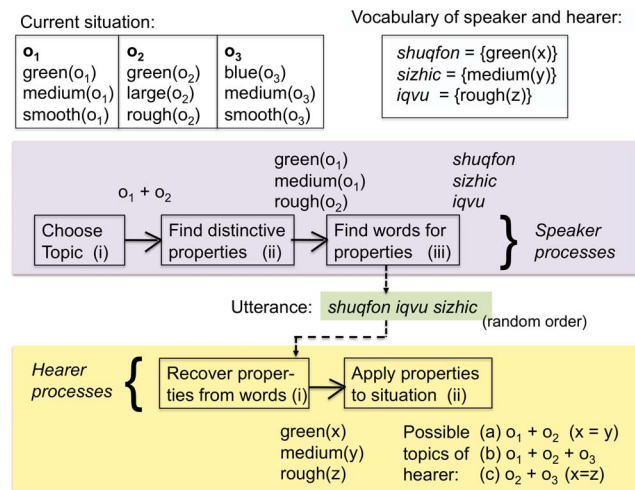 Current situation:
Vocabulary of speaker and hearer:
o₁ o₂ o₃
green(o₁) green(o₂) blue(o₃)
medium(o₁) large(o₂) medium(o₃)
smooth(o₁) rough(o₂) smooth(o₃)
shuqfon = {green(x)}
sizhic = {medium(y)}
iqvu = {rough(z)}
green(o₁) shuqfon
medium(o₁) sizhic
rough(o₂) iqvu
o₁ + o₂
Choose
Topic (i)
Find distinctive
properties (ii)
Find words for
properties (iii)
}
Speaker
processes
Utterance: shuqfon iqvu sizhic
(random order)
Hearer
processes
{
Recover proper-
ties from words (i)
Apply properties
to situation (ii)
green(x)
medium(y)
rough(z)
Possible (a) o₁ + o₂ (x = y)
topics of (b) o₁ + o₂ + o₃
hearer: (c) o₂ + o₃ (x=z)